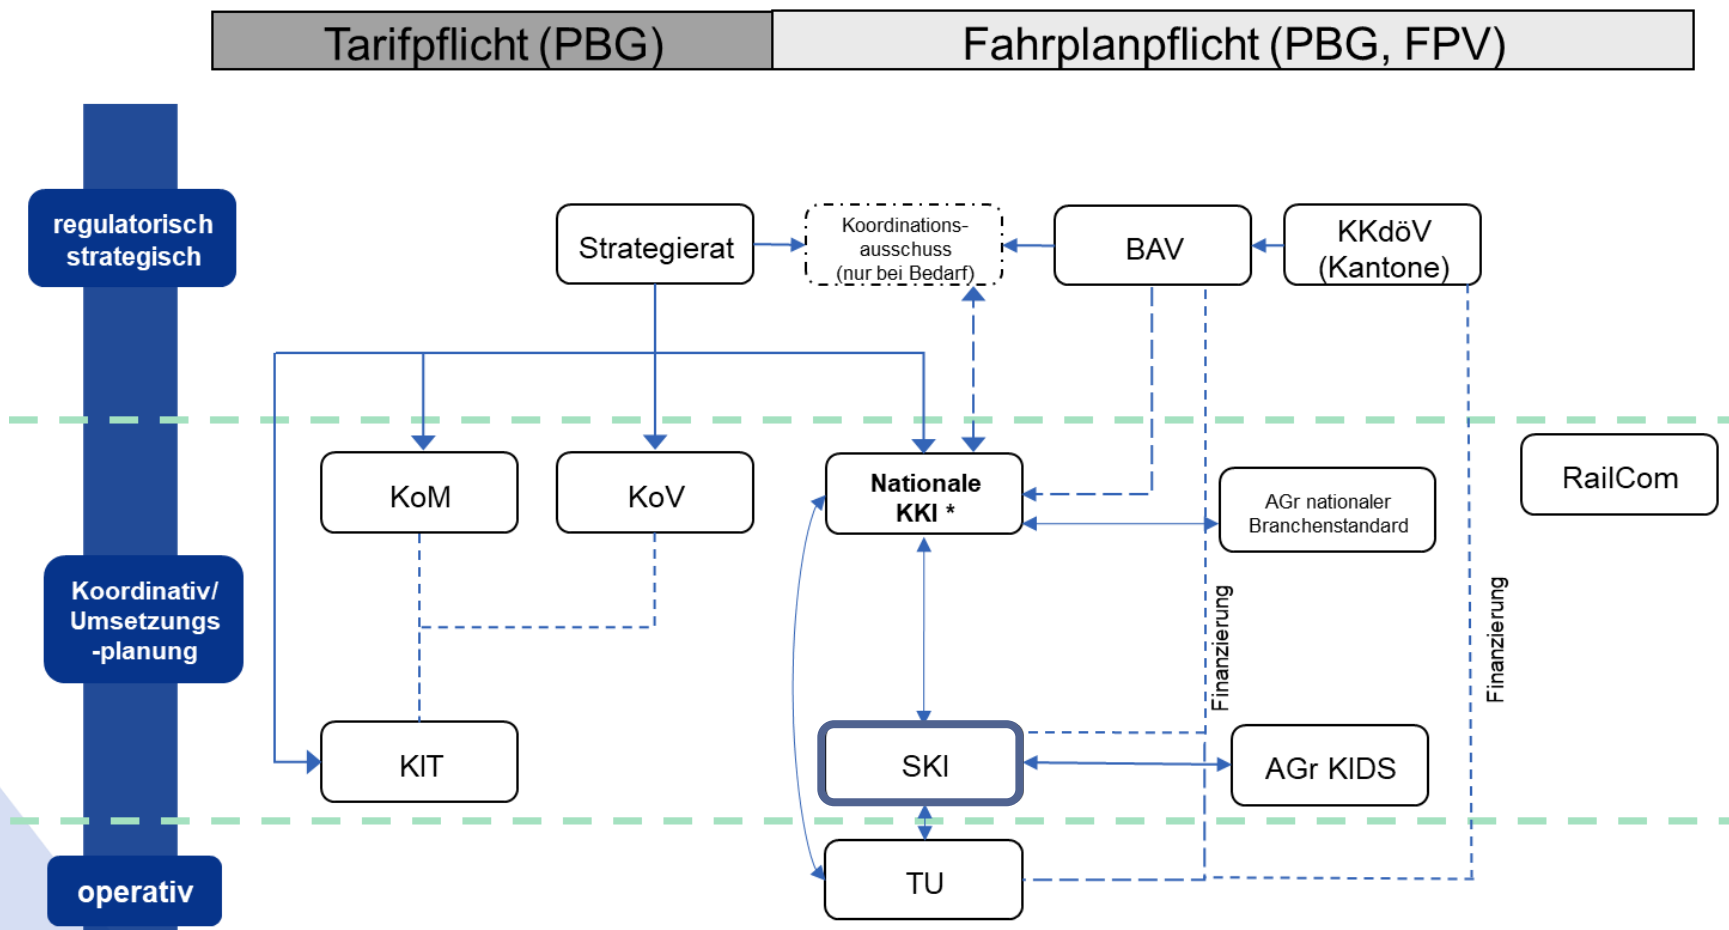 Tarifpflicht (PBG)
Fahrplanpflicht (PBG, FPV)
regulatorisch
strategisch
Strategierat
Koordinations-
ausschuss
(nur bei Bedarf)
BAV
KKdöV
(Kantone)
KoM
KoV
Nationale
KKI *
AGr nationaler
Branchenstandard
RailCom
Koordinativ/
Umsetzungs
-planung
Finanzierung
Finanzierung
KIT
SKI
AGr KIDS
operativ
TU